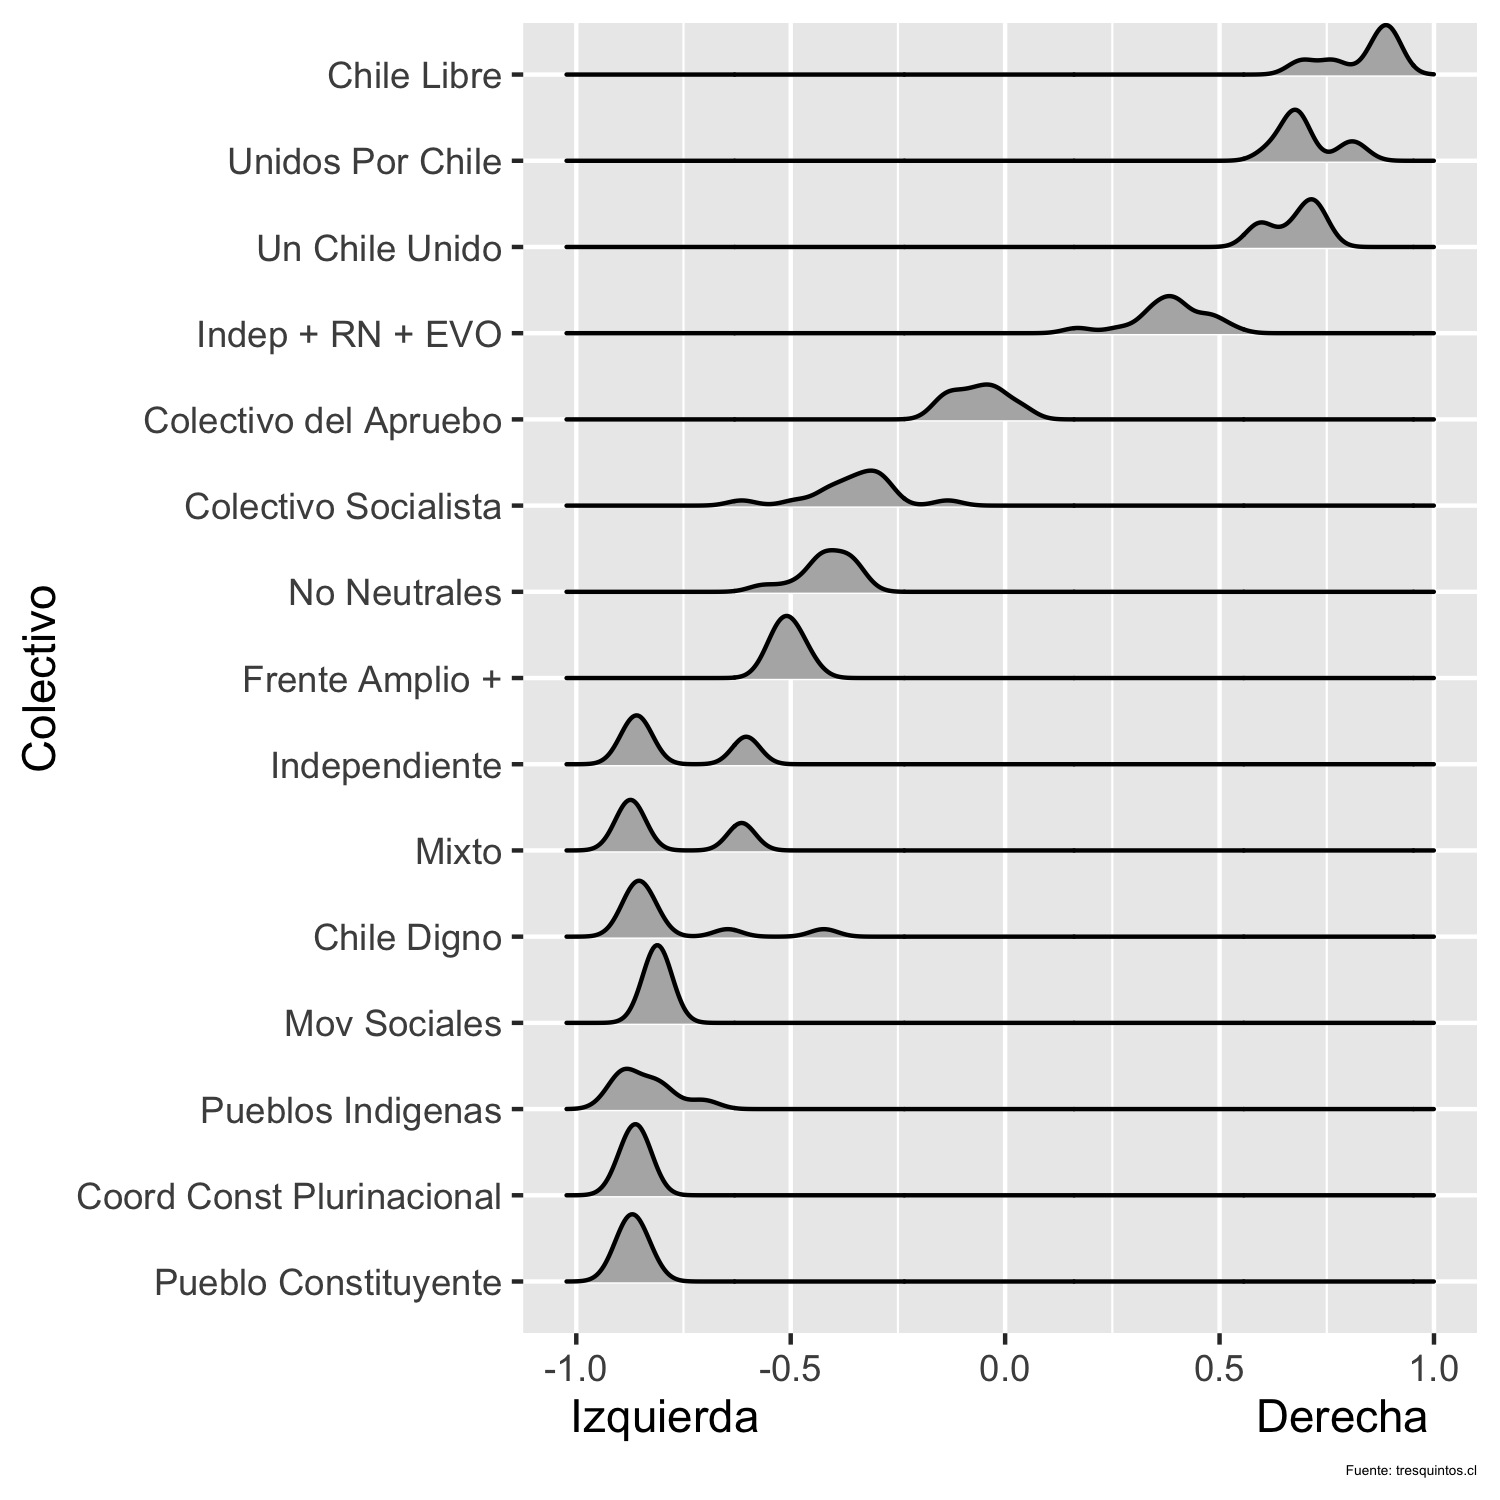 Chile Libre
Unidos Por Chile
Un Chile Unido
Indep + RN + EVO
Colectivo del Apruebo
Colectivo Socialista
No Neutrales
Frente Amplio +
Independiente
Mixto
Chile Digno
Mov Sociales
Pueblos Indigenas
Coord Const Plurinacional
Pueblo Constituyente
Colectivo
-1.0 -0.5 0.0 0.5 1.0
Izquierda Derecha
Fuente: tresquintos.cl